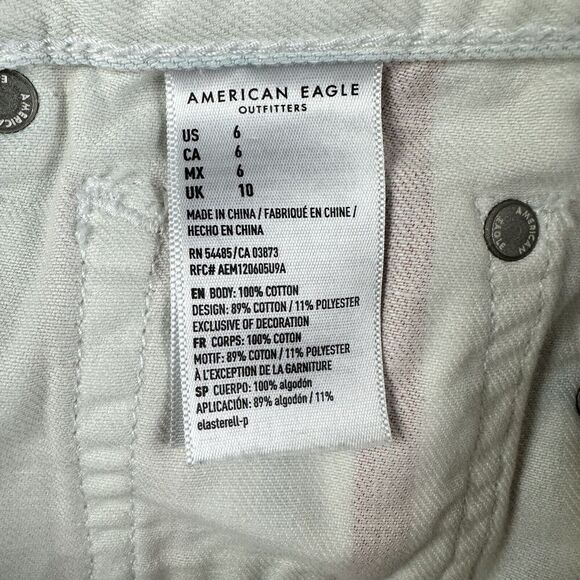 AMERICAN EAGLE
OUTFITTERS
US 6
CA 6
MX 6
UK 10
MADE IN CHINA / FABRIQUÉ EN CHINE /
HECHO EN CHINA
RN 54485/CA 03873
RFC# AEM120605U9A
EN BODY: 100% COTTON
DESIGN: 89% COTTON / 11% POLYESTER
EXCLUSIVE OF DECORATION
FR CORPS: 100% COTON
MOTIF: 89% COTON / 11% POLYESTER
À L'EXCEPTION DE LA GARNITURE
SP CUERPO: 100% algodón
APLICACIÓN: 89% algodón / 11%
elasterell-p
AMERICAN
EAGLE
AMERICAN